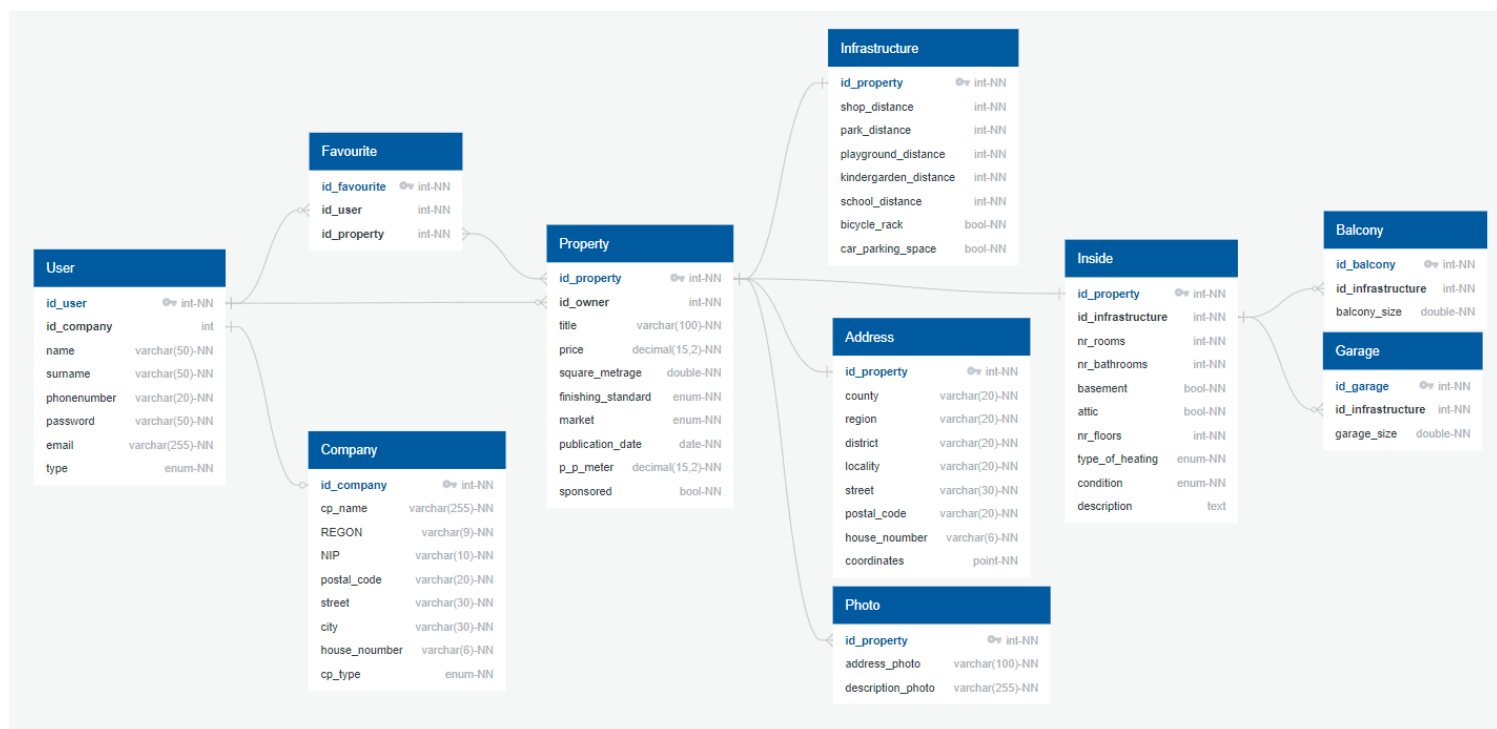 User
id_user int-NN
id_company int
name varchar(50)-NN
surname varchar(50)-NN
phonenumber varchar(20)-NN
password varchar(50)-NN
email varchar(255)-NN
type enum-NN
Favourite
id_favourite int-NN
id_user int-NN
id_property int-NN
Company
id_company int-NN
cp_name varchar(255)-NN
REGON varchar(9)-NN
NIP varchar(10)-NN
postal_code varchar(20)-NN
street varchar(30)-NN
city varchar(30)-NN
house_noumber varchar(6)-NN
cp_type enum-NN
Property
id_property int-NN
id_owner int-NN
title varchar(100)-NN
price decimal(15,2)-NN
square_metrage double-NN
finishing_standard enum-NN
market enum-NN
publication_date date-NN
p_p_meter decimal(15,2)-NN
sponsored bool-NN
Infrastructure
id_property int-NN
shop_distance int-NN
park_distance int-NN
playground_distance int-NN
kindergarden_distance int-NN
school_distance int-NN
bicycle_rack bool-NN
car_parking_space bool-NN
Address
id_property int-NN
county varchar(20)-NN
region varchar(20)-NN
district varchar(20)-NN
locality varchar(20)-NN
street varchar(30)-NN
postal_code varchar(20)-NN
house_noumber varchar(6)-NN
coordinates point-NN
Photo
id_property int-NN
address_photo varchar(100)-NN
description_photo varchar(255)-NN
Inside
id_property int-NN
id_infrastructure int-NN
nr_rooms int-NN
nr_bathrooms int-NN
basement bool-NN
attic bool-NN
nr_floors int-NN
type_of_heating enum-NN
condition enum-NN
description text
Balcony
id_balcony int-NN
id_infrastructure int-NN
balcony_size double-NN
Garage
id_garage int-NN
id_infrastructure int-NN
garage_size double-NN